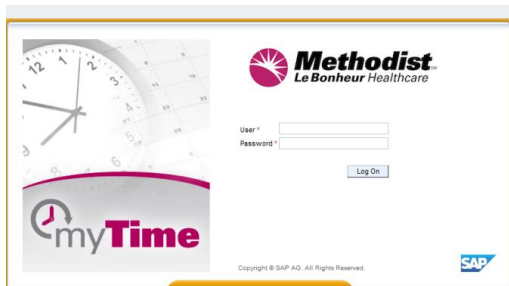 Methodist
Le Bonheur Healthcare
User *
Password *
Log On
myTime
Copyright © SAP AG. All Rights Reserved.
SAP